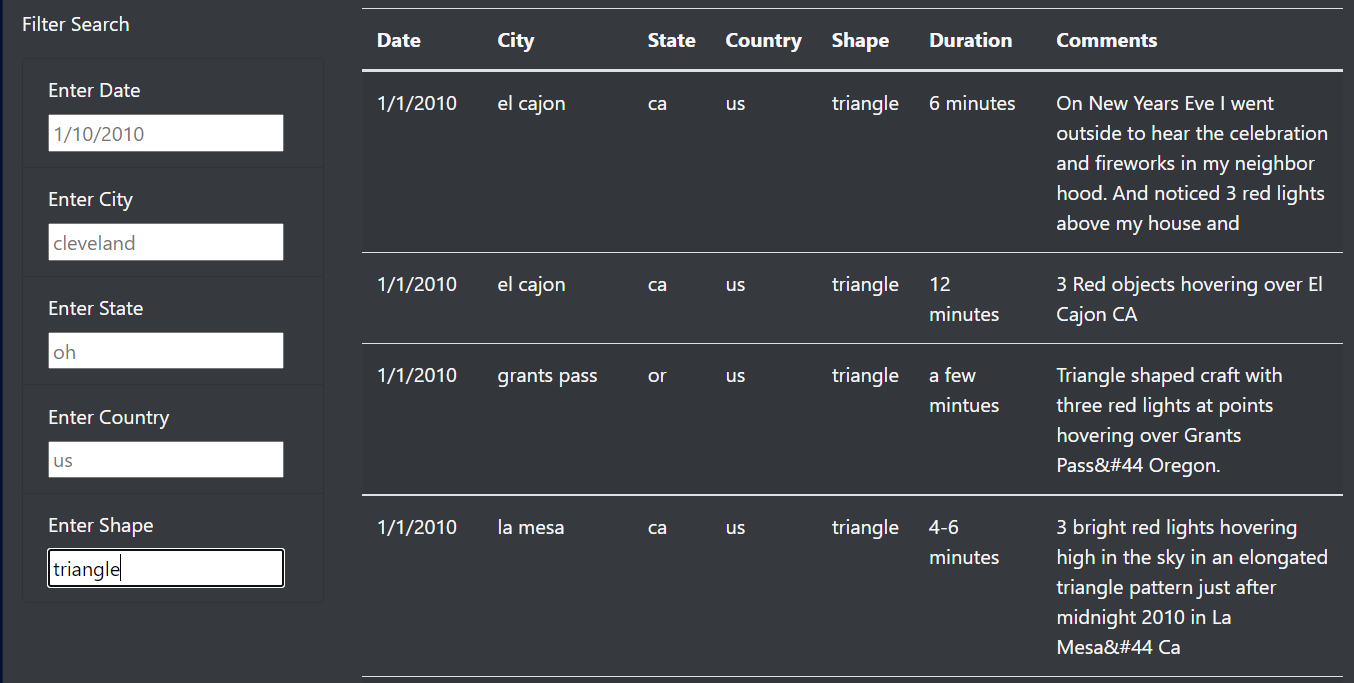 Filter Search
Enter Date
1/10/2010
Enter City
cleveland
Enter State
oh
Enter Country
us
Enter Shape
triangle
Date City State Country Shape Duration Comments
1/1/2010 el cajon ca us triangle 6 minutes On New Years Eve I went
outside to hear the celebration
and fireworks in my neighbor
hood. And noticed 3 red lights
above my house and
1/1/2010 el cajon ca us triangle 12 3 Red objects hovering over El
minutes Cajon CA
1/1/2010 grants pass or us triangle a few Triangle shaped craft with
mintues three red lights at points
hovering over Grants
Pass&#44 Oregon.
1/1/2010 la mesa ca us triangle 4-6 3 bright red lights hovering
minutes high in the sky in an elongated
triangle pattern just after
midnight 2010 in La
Mesa&#44 Ca